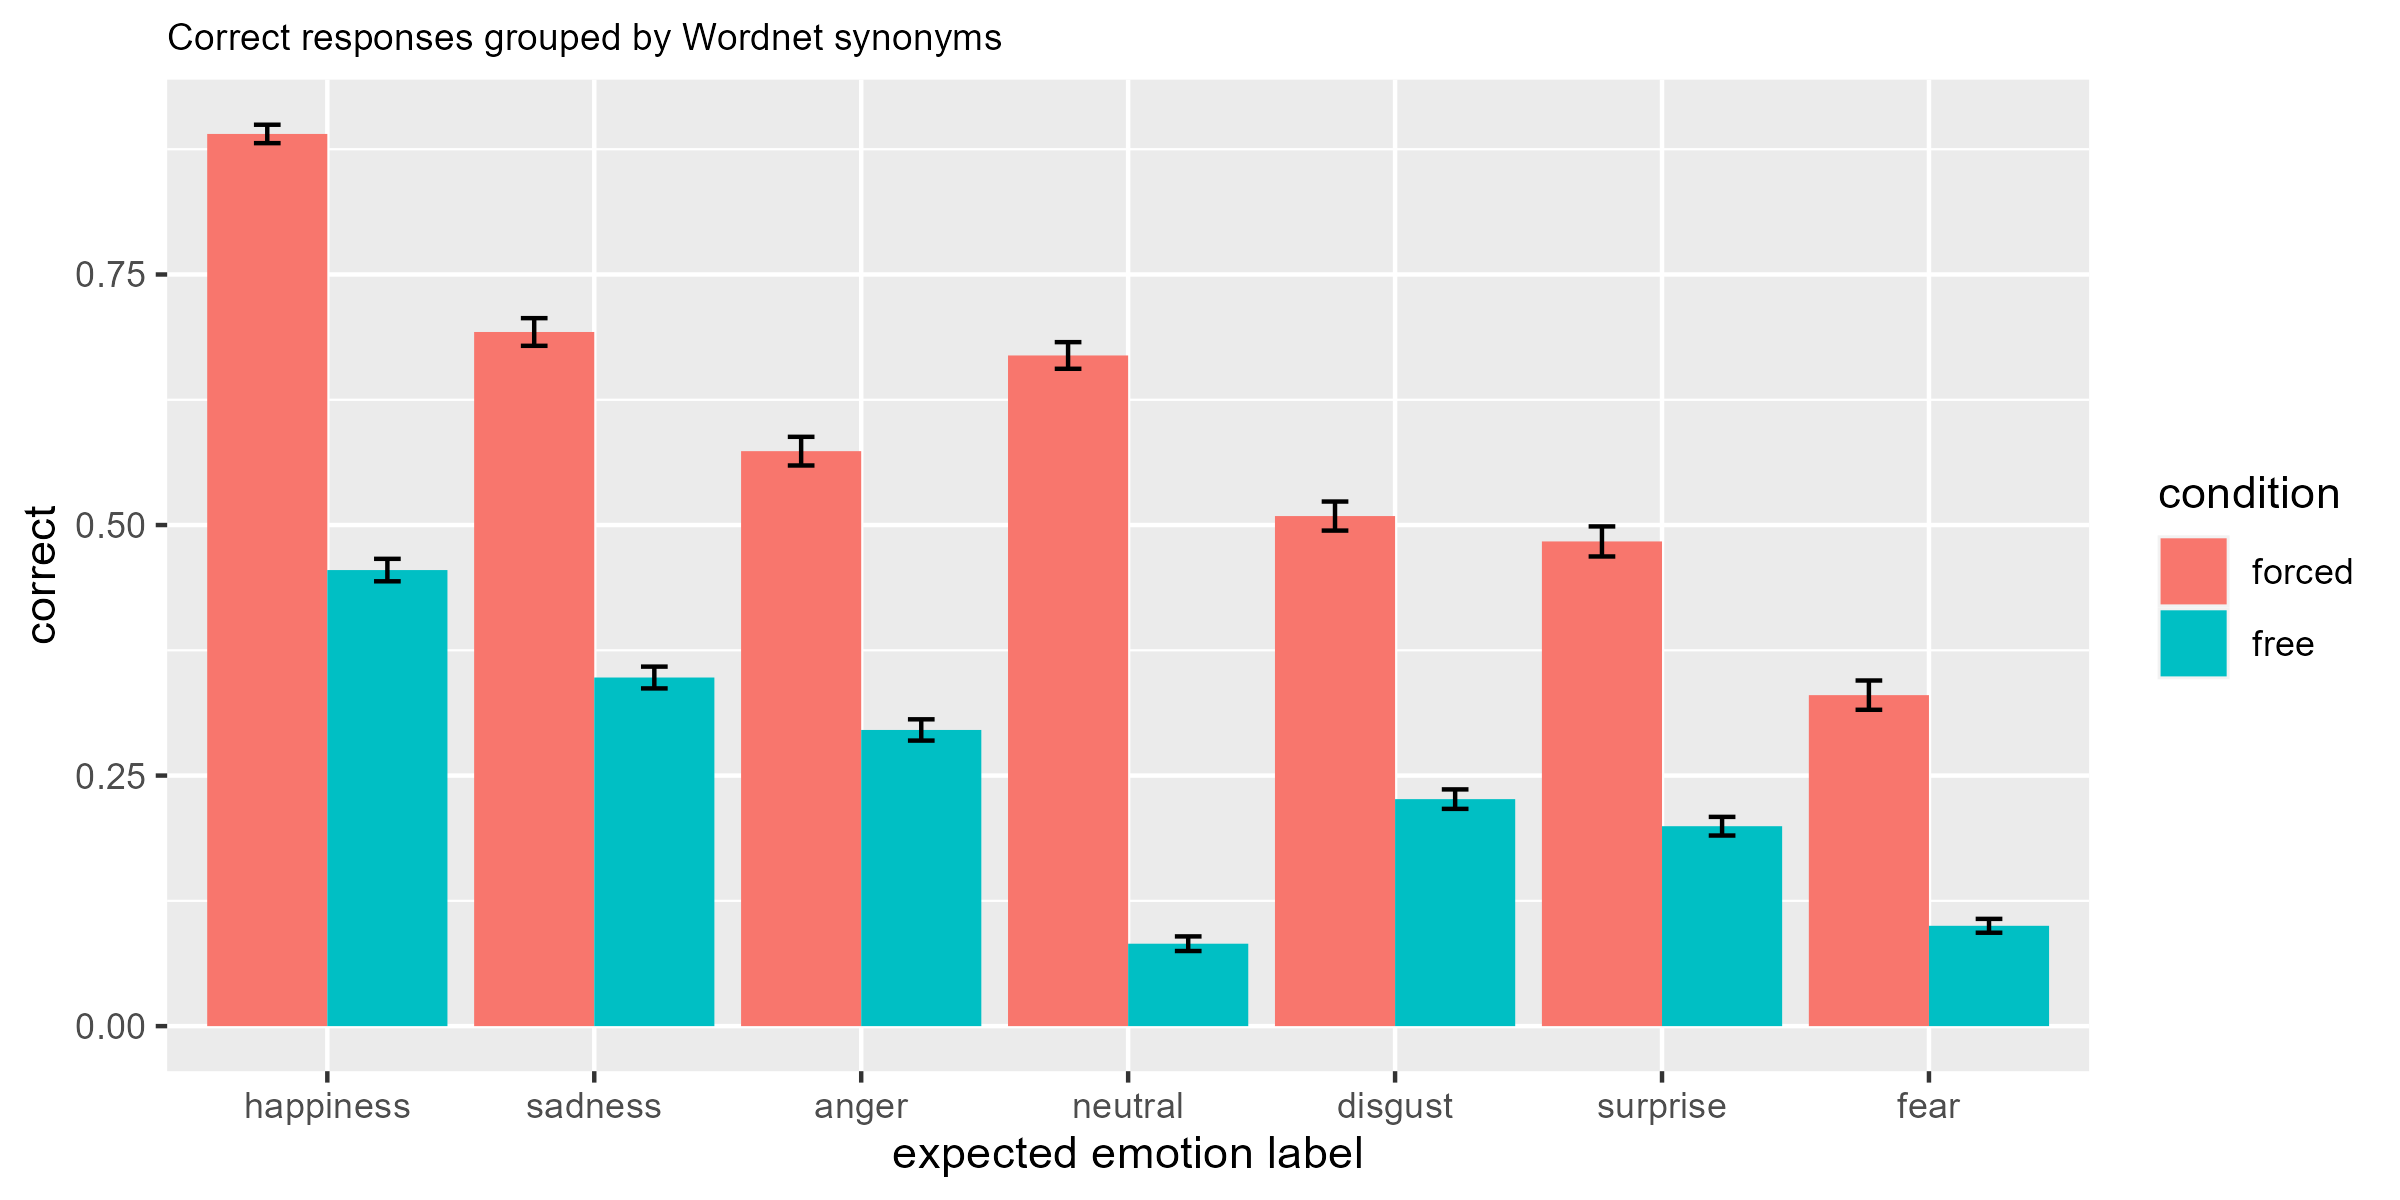 Correct responses grouped by Wordnet synonyms
correct
0.75
0.50
0.25
0.00
happiness sadness anger neutral disgust surprise fear
expected emotion label
condition
forced
free